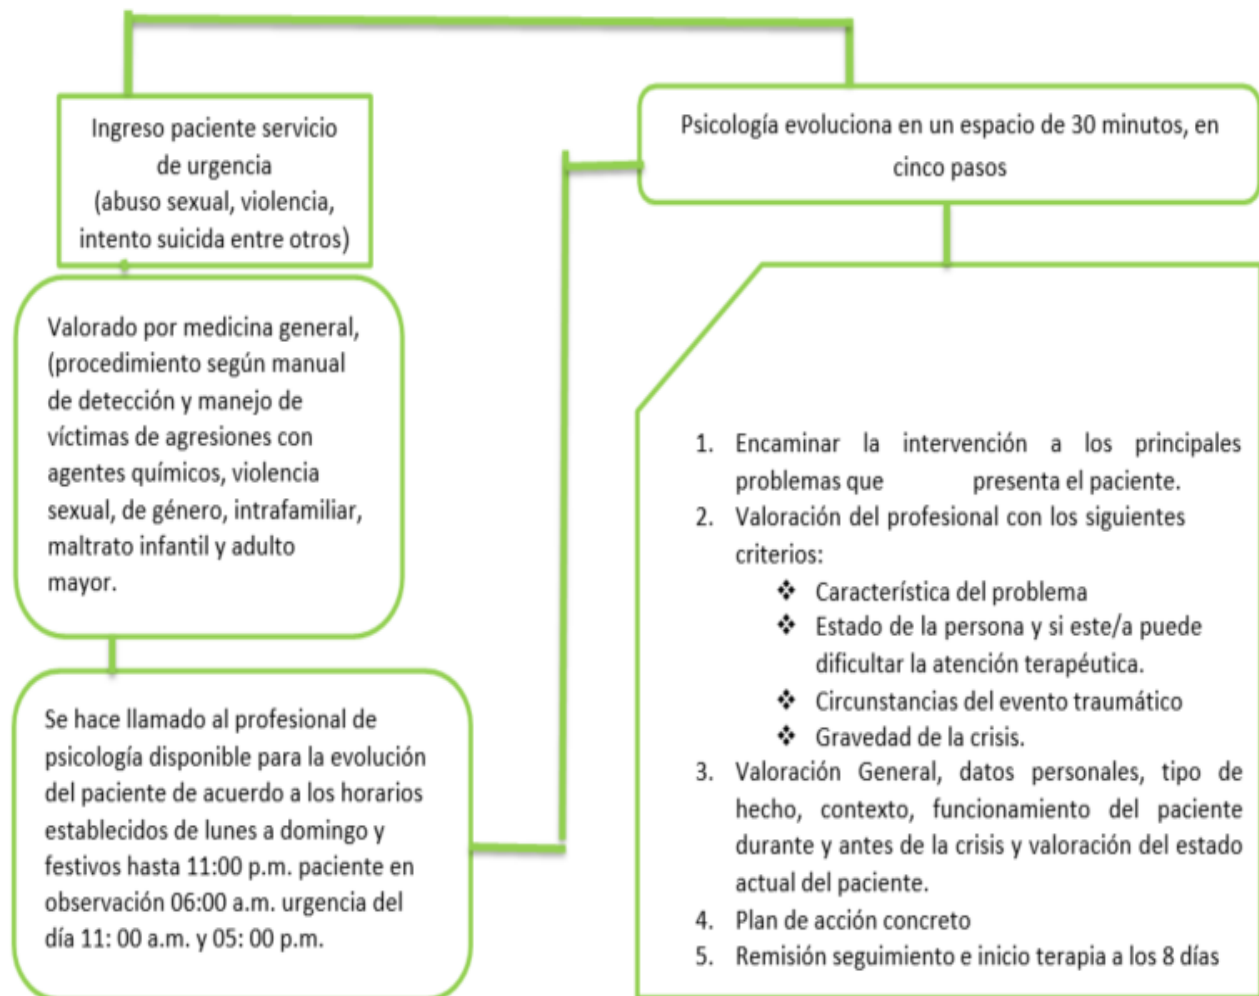 Ingreso paciente servicio
de urgencia
(abuso sexual, violencia,
intento suicida entre otros)
Valorado por medicina general,
(procedimiento según manual
de detección y manejo de
víctimas de agresiones con
agentes químicos, violencia
sexual, de género, intrafamiliar,
maltrato infantil y adulto
mayor.
Se hace llamado al profesional de
psicología disponible para la evolución
del paciente de acuerdo a los horarios
establecidos de lunes a domingo y
festivos hasta 11:00 p.m. paciente en
observación 06:00 a.m. urgencia del
día 11: 00 a.m. y 05: 00 p.m.
Psicología evoluciona en un espacio de 30 minutos, en
cinco pasos
1. Encaminar la intervención a los principales
problemas que presenta el paciente.
2. Valoración del profesional con los siguientes
criterios:
❖ Característica del problema
❖ Estado de la persona y si este/a puede
dificultar la atención terapéutica.
❖ Circunstancias del evento traumático
❖ Gravedad de la crisis.
3. Valoración General, datos personales, tipo de
hecho, contexto, funcionamiento del paciente
durante y antes de la crisis y valoración del estado
actual del paciente.
4. Plan de acción concreto
5. Remisión seguimiento e inicio terapia a los 8 días